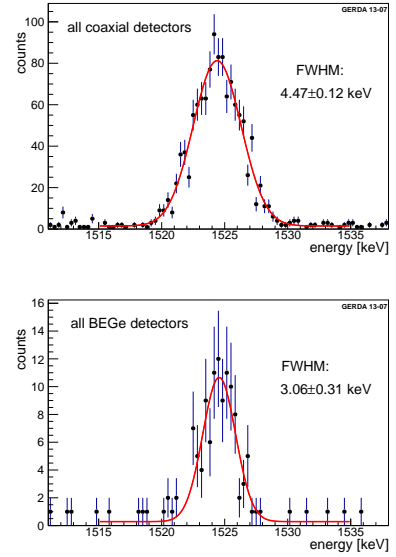 GERDA 13-07
counts
100
80
60
40
20
0
all coaxial detectors
FWHM:
4.47±0.12 keV
1515 1520 1525 1530 1535
energy [keV]
GERDA 13-07
counts
16
14
12
10
8
6
4
2
0
all BEGe detectors
FWHM:
3.06±0.31 keV
1515 1520 1525 1530 1535
energy [keV]